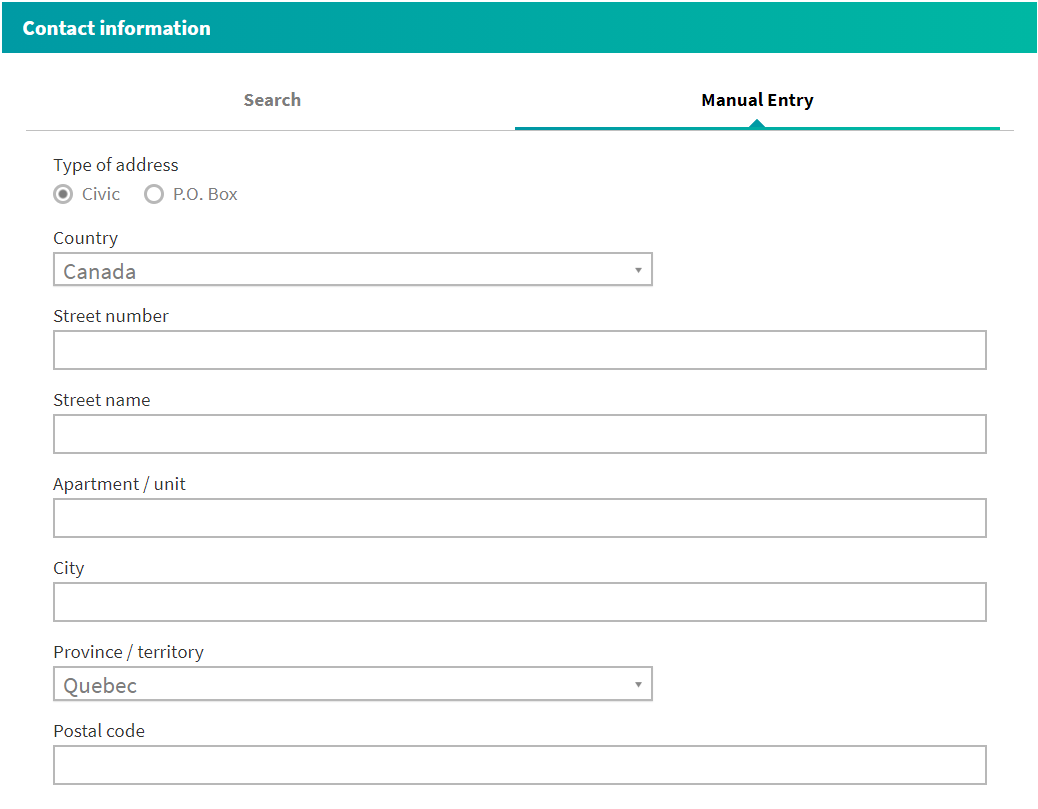 Contact information
Search
Manual Entry
Type of address
Civic
P.O. Box
Country
Canada
Street number
Street name
Apartment / unit
City
Province / territory
Quebec
Postal code